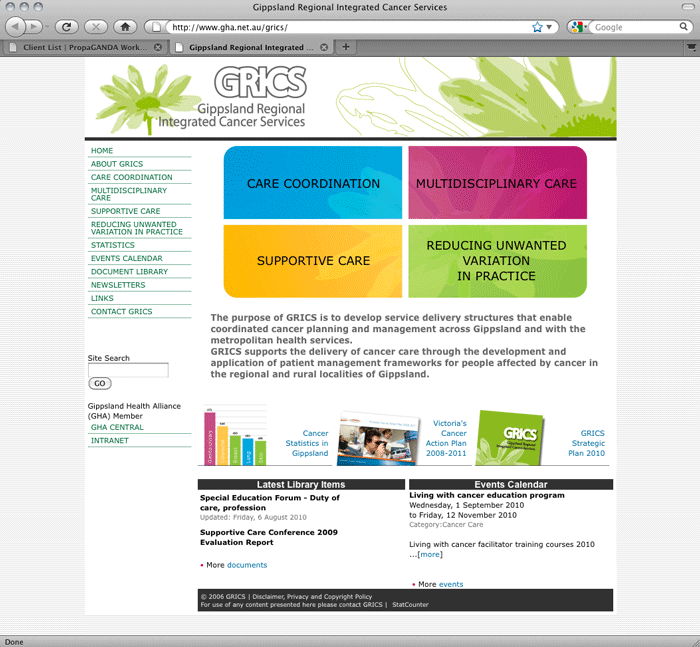 Gippsland Regional Integrated Cancer Services
http://www.gha.net.au/grics/
Google
Client List | PropaGANDA Work...
Gippsland Regional Integrated ...
GRICS
Gippsland Regional
Integrated Cancer Services
HOME
ABOUT GRICS
CARE COORDINATION
MULTIDISCIPLINARY
CARE
SUPPORTIVE CARE
REDUCING UNWANTED
VARIATION IN PRACTICE
STATISTICS
EVENTS CALENDAR
DOCUMENT LIBRARY
NEWSLETTERS
LINKS
CONTACT GRICS
Site Search
GO
Gippsland Health Alliance
(GHA) Member
GHA CENTRAL
INTRANET
CARE COORDINATION
MULTIDISCIPLINARY CARE
SUPPORTIVE CARE
REDUCING UNWANTED
VARIATION
IN PRACTICE
The purpose of GRICS is to develop service delivery structures that enable
coordinated cancer planning and management across Gippsland and with the
metropolitan health services.
GRICS supports the delivery of cancer care through the development and
application of patient management frameworks for people affected by cancer in
the regional and rural localities of Gippsland.
Cancer
Statistics in
Gippsland
Victoria's
Cancer
Action Plan
2008-2011
GRICS
GRICS
Strategic
Plan 2010
Latest Library Items
Special Education Forum - Duty of
care, profession
Updated: Friday, 6 August 2010
Supportive Care Conference 2009
Evaluation Report
• More documents
Events Calendar
Living with cancer education program
Wednesday, 1 September 2010
to Friday, 12 November 2010
Category:Cancer Care
Living with cancer facilitator training courses 2010
...[more]
• More events
© 2006 GRICS | Disclaimer, Privacy and Copyright Policy
For use of any content presented here please contact GRICS | StatCounter
Done